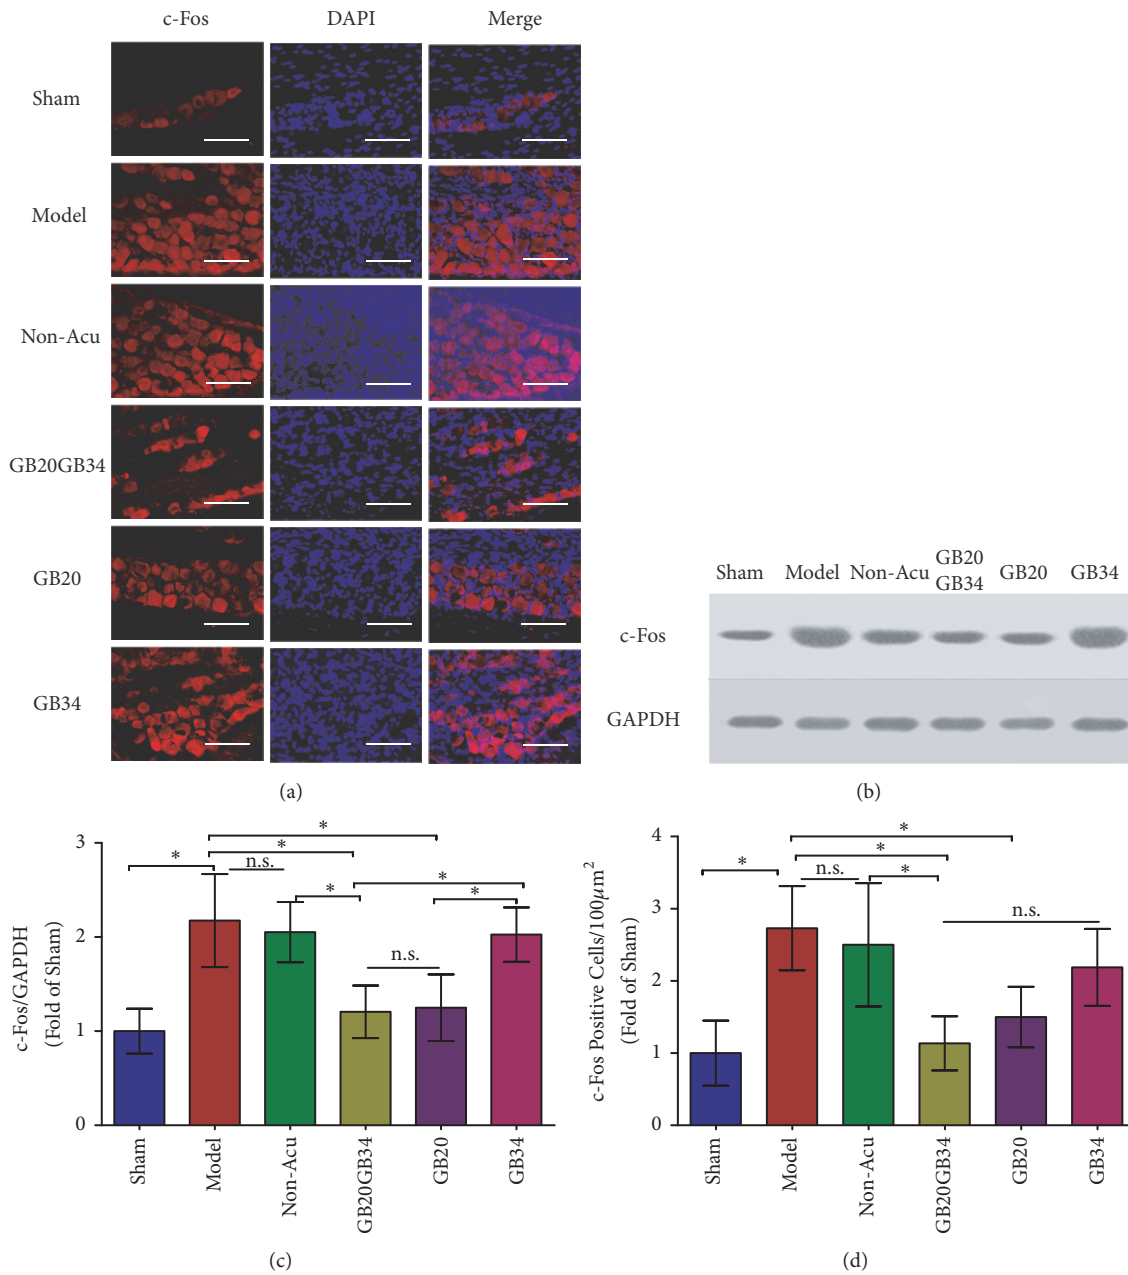 c-Fos DAPI Merge
Sham
Model
Non-Acu
GB20GB34
GB20
GB34
(a)
Sham Model Non-Acu GB20 GB34 GB20 GB34
c-Fos
GAPDH
(b)
c-Fos/GAPDH
(Fold of Sham)
3
2
1
0
*
*
*
n.s.
*
*
*
n.s.
Sham
Model
Non-Acu
GB20GB34
GB20
GB34
(c)
c-Fos Positive Cells/100μm²
(Fold of Sham)
4
3
2
1
0
*
*
*
n.s.
*
n.s.
Sham
Model
Non-Acu
GB20GB34
GB20
GB34
(d)